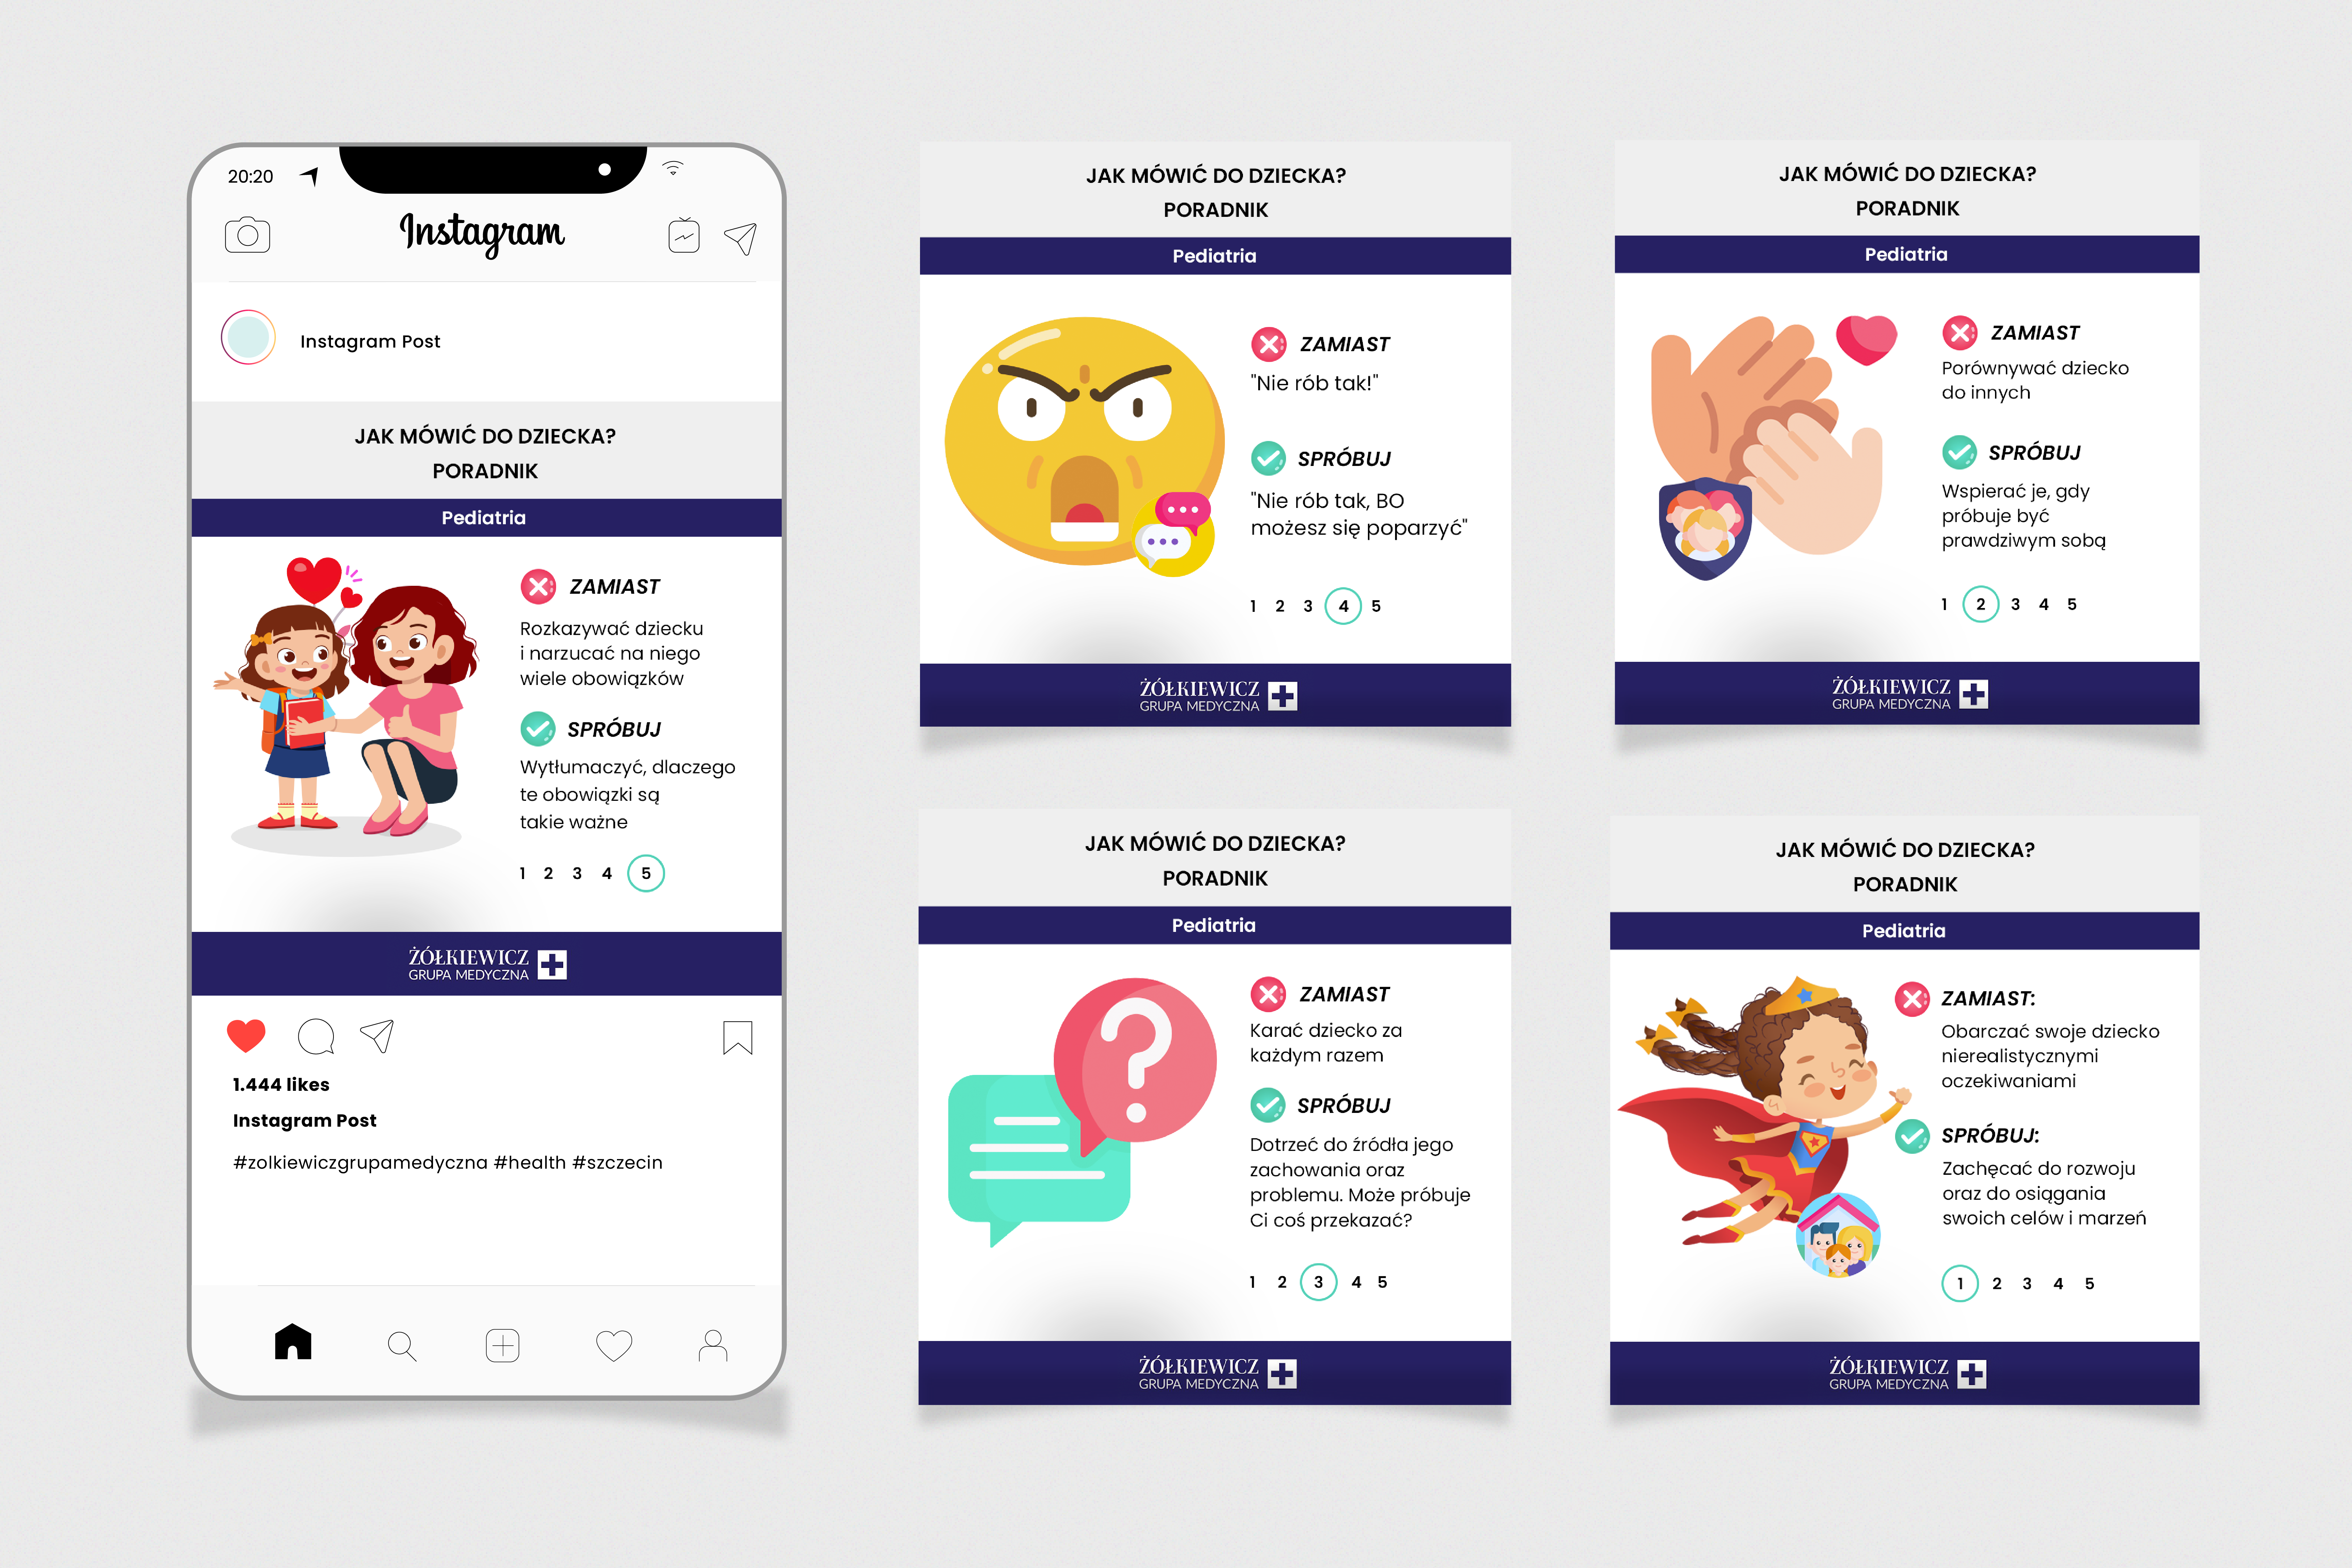 20:20
Instagram
Instagram Post
JAK MÓWIĆ DO DZIECKA?
PORADNIK
Pediatria
ZAMIAST
Rozkazywać dziecku
i narzucać na niego
wiele obowiązków
SPRÓBUJ
Wytłumaczyć, dlaczego
te obowiązki są
takie ważne
1 2 3 4 5
ŻÓŁKIEWICZ
GRUPA MEDYCZNA
1.444 likes
Instagram Post
#zolkiewiczgrupamedyczna #health #szczecin
JAK MÓWIĆ DO DZIECKA?
PORADNIK
Pediatria
ZAMIAST
"Nie rób tak!"
SPRÓBUJ
"Nie rób tak, BO
możesz się poparzyć"
1 2 3 4 5
ŻÓŁKIEWICZ
GRUPA MEDYCZNA
JAK MÓWIĆ DO DZIECKA?
PORADNIK
Pediatria
ZAMIAST
Porównywać dziecko
do innych
SPRÓBUJ
Wspierać je, gdy
próbuje być
prawdziwym sobą
1 2 3 4 5
ŻÓŁKIEWICZ
GRUPA MEDYCZNA
JAK MÓWIĆ DO DZIECKA?
PORADNIK
Pediatria
ZAMIAST
Karać dziecko za
każdym razem
SPRÓBUJ
Dotrzeć do źródła jego
zachowania oraz
problemu. Może próbuje
Ci coś przekazać?
1 2 3 4 5
ŻÓŁKIEWICZ
GRUPA MEDYCZNA
JAK MÓWIĆ DO DZIECKA?
PORADNIK
Pediatria
ZAMIAST:
Obarczać swoje dziecko
nierealistycznymi
oczekiwaniami
SPRÓBUJ:
Zachęcać do rozwoju
oraz do osiągania
swoich celów i marzeń
1 2 3 4 5
ŻÓŁKIEWICZ
GRUPA MEDYCZNA